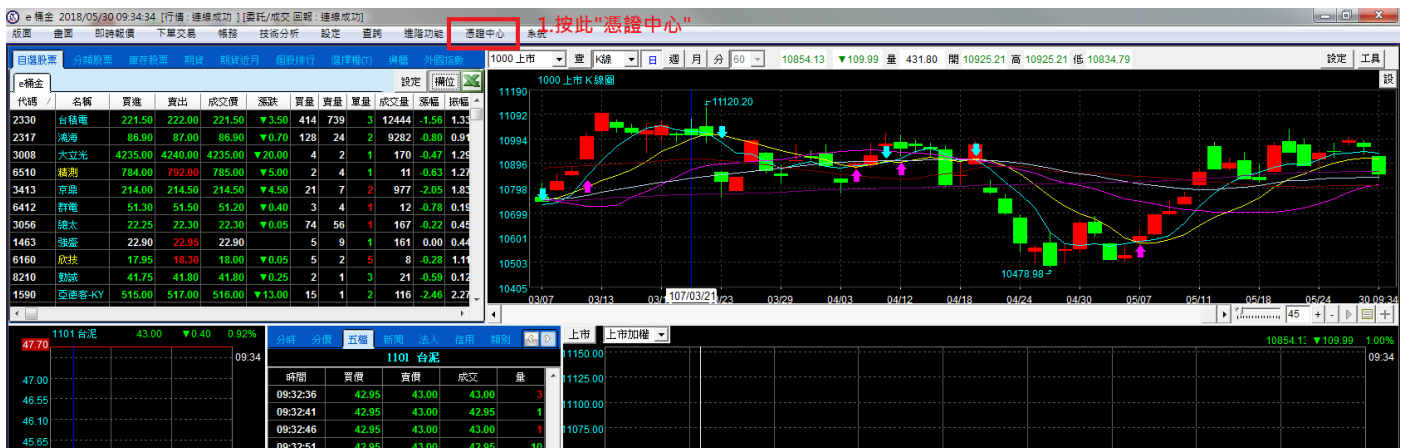 e 桶金 2018/05/30 09:34:34 [行情 : 連線成功 ] [委託/成交 回報 : 連線成功]
1.按此"憑證中心"
版面 畫面 即時報價 下單交易 帳務 技術分析 設定 查詢 進階功能 憑證中心 系統
自選股票 分類股票 庫存股票 期貨 期貨近月 個股排行 選擇權(T) 興櫃 外國指數
1000 上市 查 K線 日 週 月 分 60 10854.13 ▼109.99 量 431.80 開 10925.21 高 10925.21 低 10834.79 設定 工具
e桶金 設定 欄位
1000 上市 K 線圖 設
代碼 / 名稱 買進 賣出 成交價 漲跌 買量 賣量 單量 成交量 漲幅 振幅
2330 台積電 221.50 222.00 221.50 ▼3.50 414 739 3 12444 -1.56 1.33
2317 鴻海 86.90 87.00 86.90 ▼0.70 128 24 2 9282 -0.80 0.91
3008 大立光 4235.00 4240.00 4235.00 ▼20.00 4 2 1 170 -0.47 1.29
6510 精測 784.00 792.00 785.00 ▼5.00 2 4 1 11 -0.63 1.27
3413 京鼎 214.00 214.50 214.50 ▼4.50 21 7 2 977 -2.05 1.83
6412 群電 51.30 51.50 51.20 ▼0.40 3 4 1 12 -0.78 0.19
3056 總太 22.25 22.30 22.30 ▼0.05 74 56 1 167 -0.22 0.45
1463 強盛 22.90 22.95 22.90 5 9 1 161 0.00 0.44
6160 欣技 17.95 18.30 18.00 ▼0.05 5 2 5 8 -0.28 1.11
8210 勤誠 41.75 41.80 41.80 ▼0.25 2 1 3 21 -0.59 0.12
1590 亞德客-KY 515.00 517.00 516.00 ▼13.00 15 1 2 116 -2.46 2.27
11190
11092
10994
10896
10798
10699
10601
10503
10405
11120.20
10478.98
03/07 03/13 107/03/21 03/23 03/29 04/03 04/12 04/18 04/24 04/30 05/07 05/11 05/18 05/24 30 09:34
45 + -
1101 台泥 43.00 ▼0.40 0.92%
47.70
09:34
47.00
46.55
46.10
45.65
分時 分價 五檔 新聞 法人 信用 類別
1101 台泥
時間 買價 賣價 成交 量
09:32:36 42.95 43.00 43.00 3
09:32:41 42.95 43.00 42.95 1
09:32:46 42.95 43.00 43.00 1
09:32:51 42.95 43.00 42.95 10
上市 上市加權
10854.13 ▼109.99 1.00%
11150.00
09:34
11125.00
11100.00
11075.00